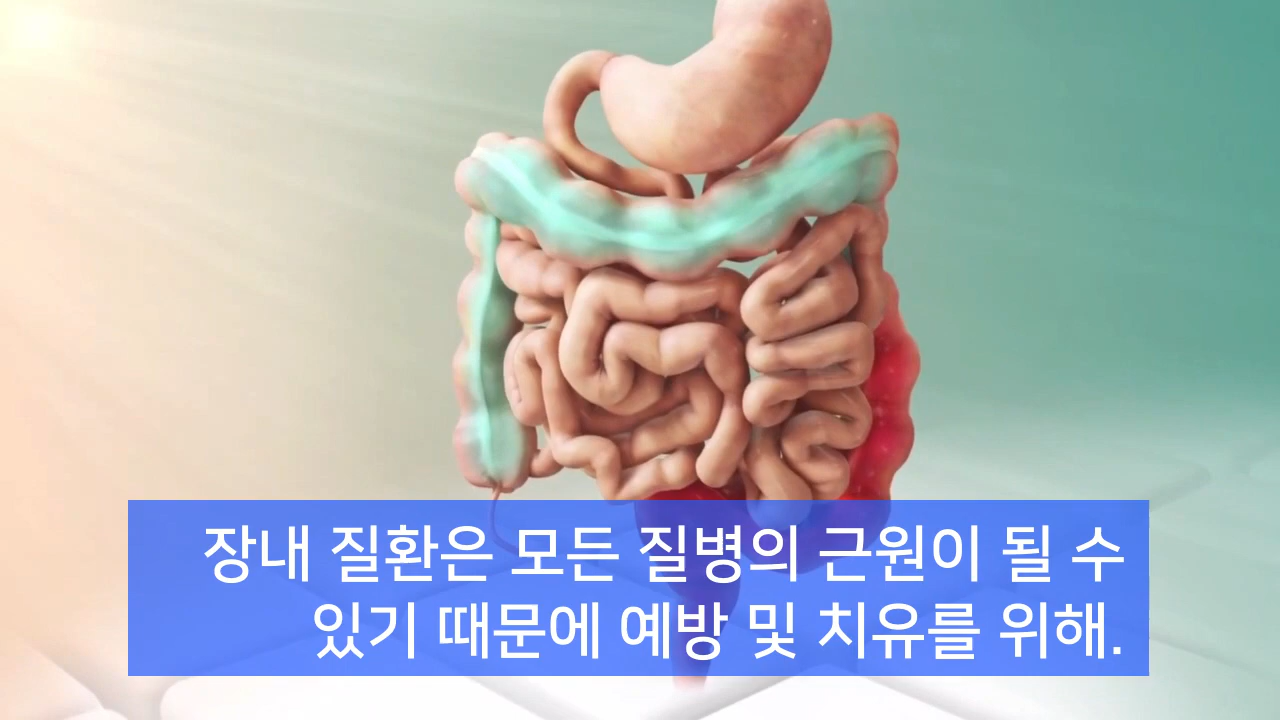 장내 질환은 모든 질병의 근원이 될 수
있기 때문에 예방 및 치유를 위해.